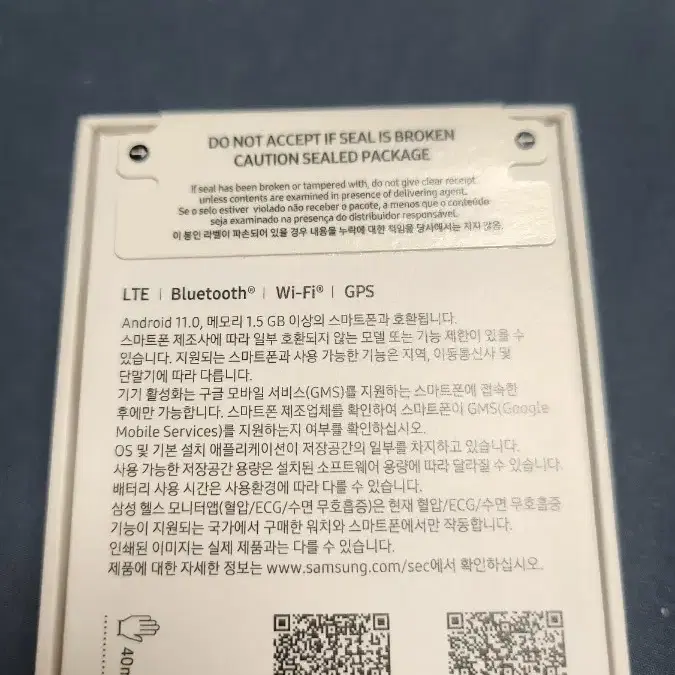 DO NOT ACCEPT IF SEAL IS BROKEN
CAUTION SEALED PACKAGE
If seal has been broken or tampered with, do not give clear receipt
unless contents are examined in presence of delivering agent.
Se o selo estiver violado não receber o pacote, a menos que o conteúdo
seja examinado na presença do distribuidor responsável.
이 봉인 라벨이 파손되어 있을 경우 내용물 누락에 대한 책임을 당사에서는 지지 않음.
LTE | Bluetooth® | Wi-Fi® | GPS
Android 11.0, 메모리 1.5 GB 이상의 스마트폰과 호환됩니다.
스마트폰 제조사에 따라 일부 호환되지 않는 모델 또는 기능 제한이 있을 수
있습니다. 지원되는 스마트폰과 사용 가능한 기능은 지역, 이동통신사 및
단말기에 따라 다릅니다.
기기 활성화는 구글 모바일 서비스(GMS)를 지원하는 스마트폰에 접속한
후에만 가능합니다. 스마트폰 제조업체를 확인하여 스마트폰이 GMS(Google
Mobile Services)를 지원하는지 여부를 확인하십시오.
OS 및 기본 설치 애플리케이션이 저장공간의 일부를 차지하고 있습니다.
사용 가능한 저장공간 용량은 설치된 소프트웨어 용량에 따라 달라질 수 있습니다.
배터리 사용 시간은 사용환경에 따라 다를 수 있습니다.
삼성 헬스 모니터앱(혈압/ECG/수면 무호흡증)은 현재 혈압/ECG/수면 무호흡증
기능이 지원되는 국가에서 구매한 워치와 스마트폰에서만 작동합니다.
인쇄된 이미지는 실제 제품과는 다를 수 있습니다.
제품에 대한 자세한 정보는 www.samsung.com/sec에서 확인하십시오.